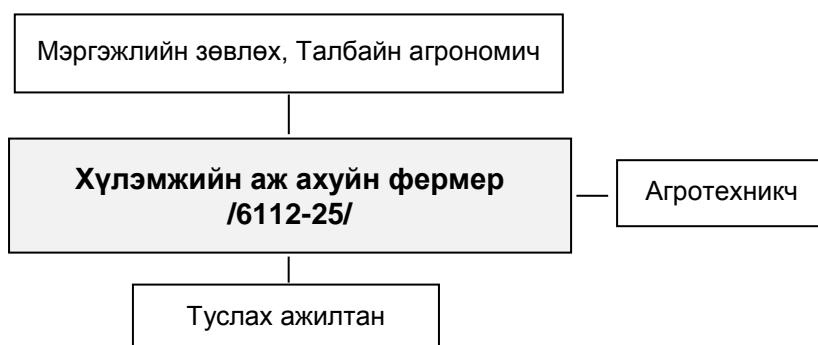 Мэргэжлийн зөвлөх, Талбайн агрономич
Хүлэмжийн аж ахуйн фермер
/6112-25/
Агротехникч
Туслах ажилтан